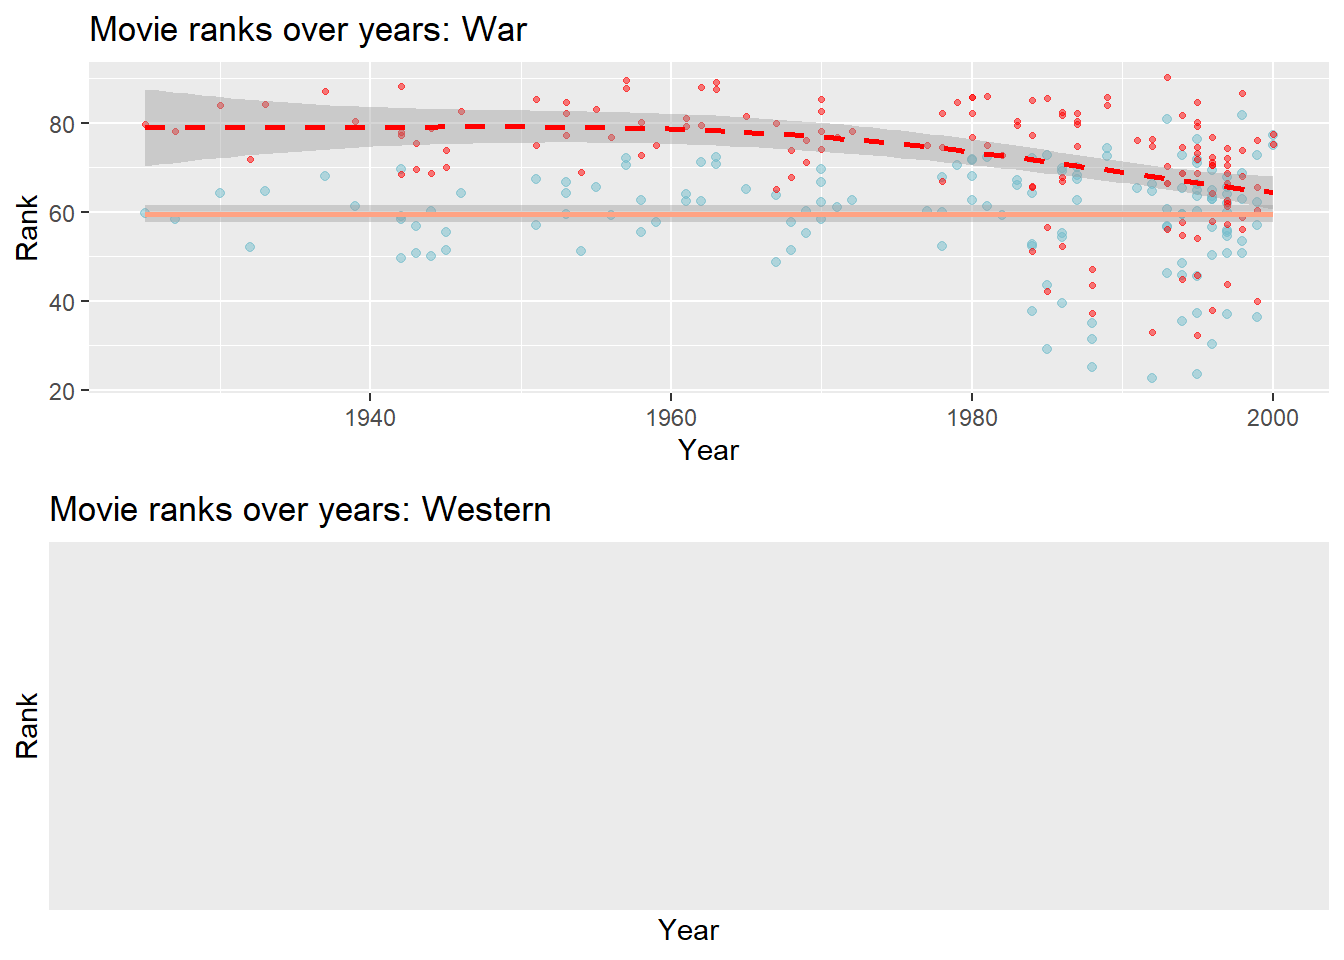 Movie ranks over years: War
80
60
40
20
Rank
1940 1960 1980 2000
Year
Movie ranks over years: Western
Rank
Year